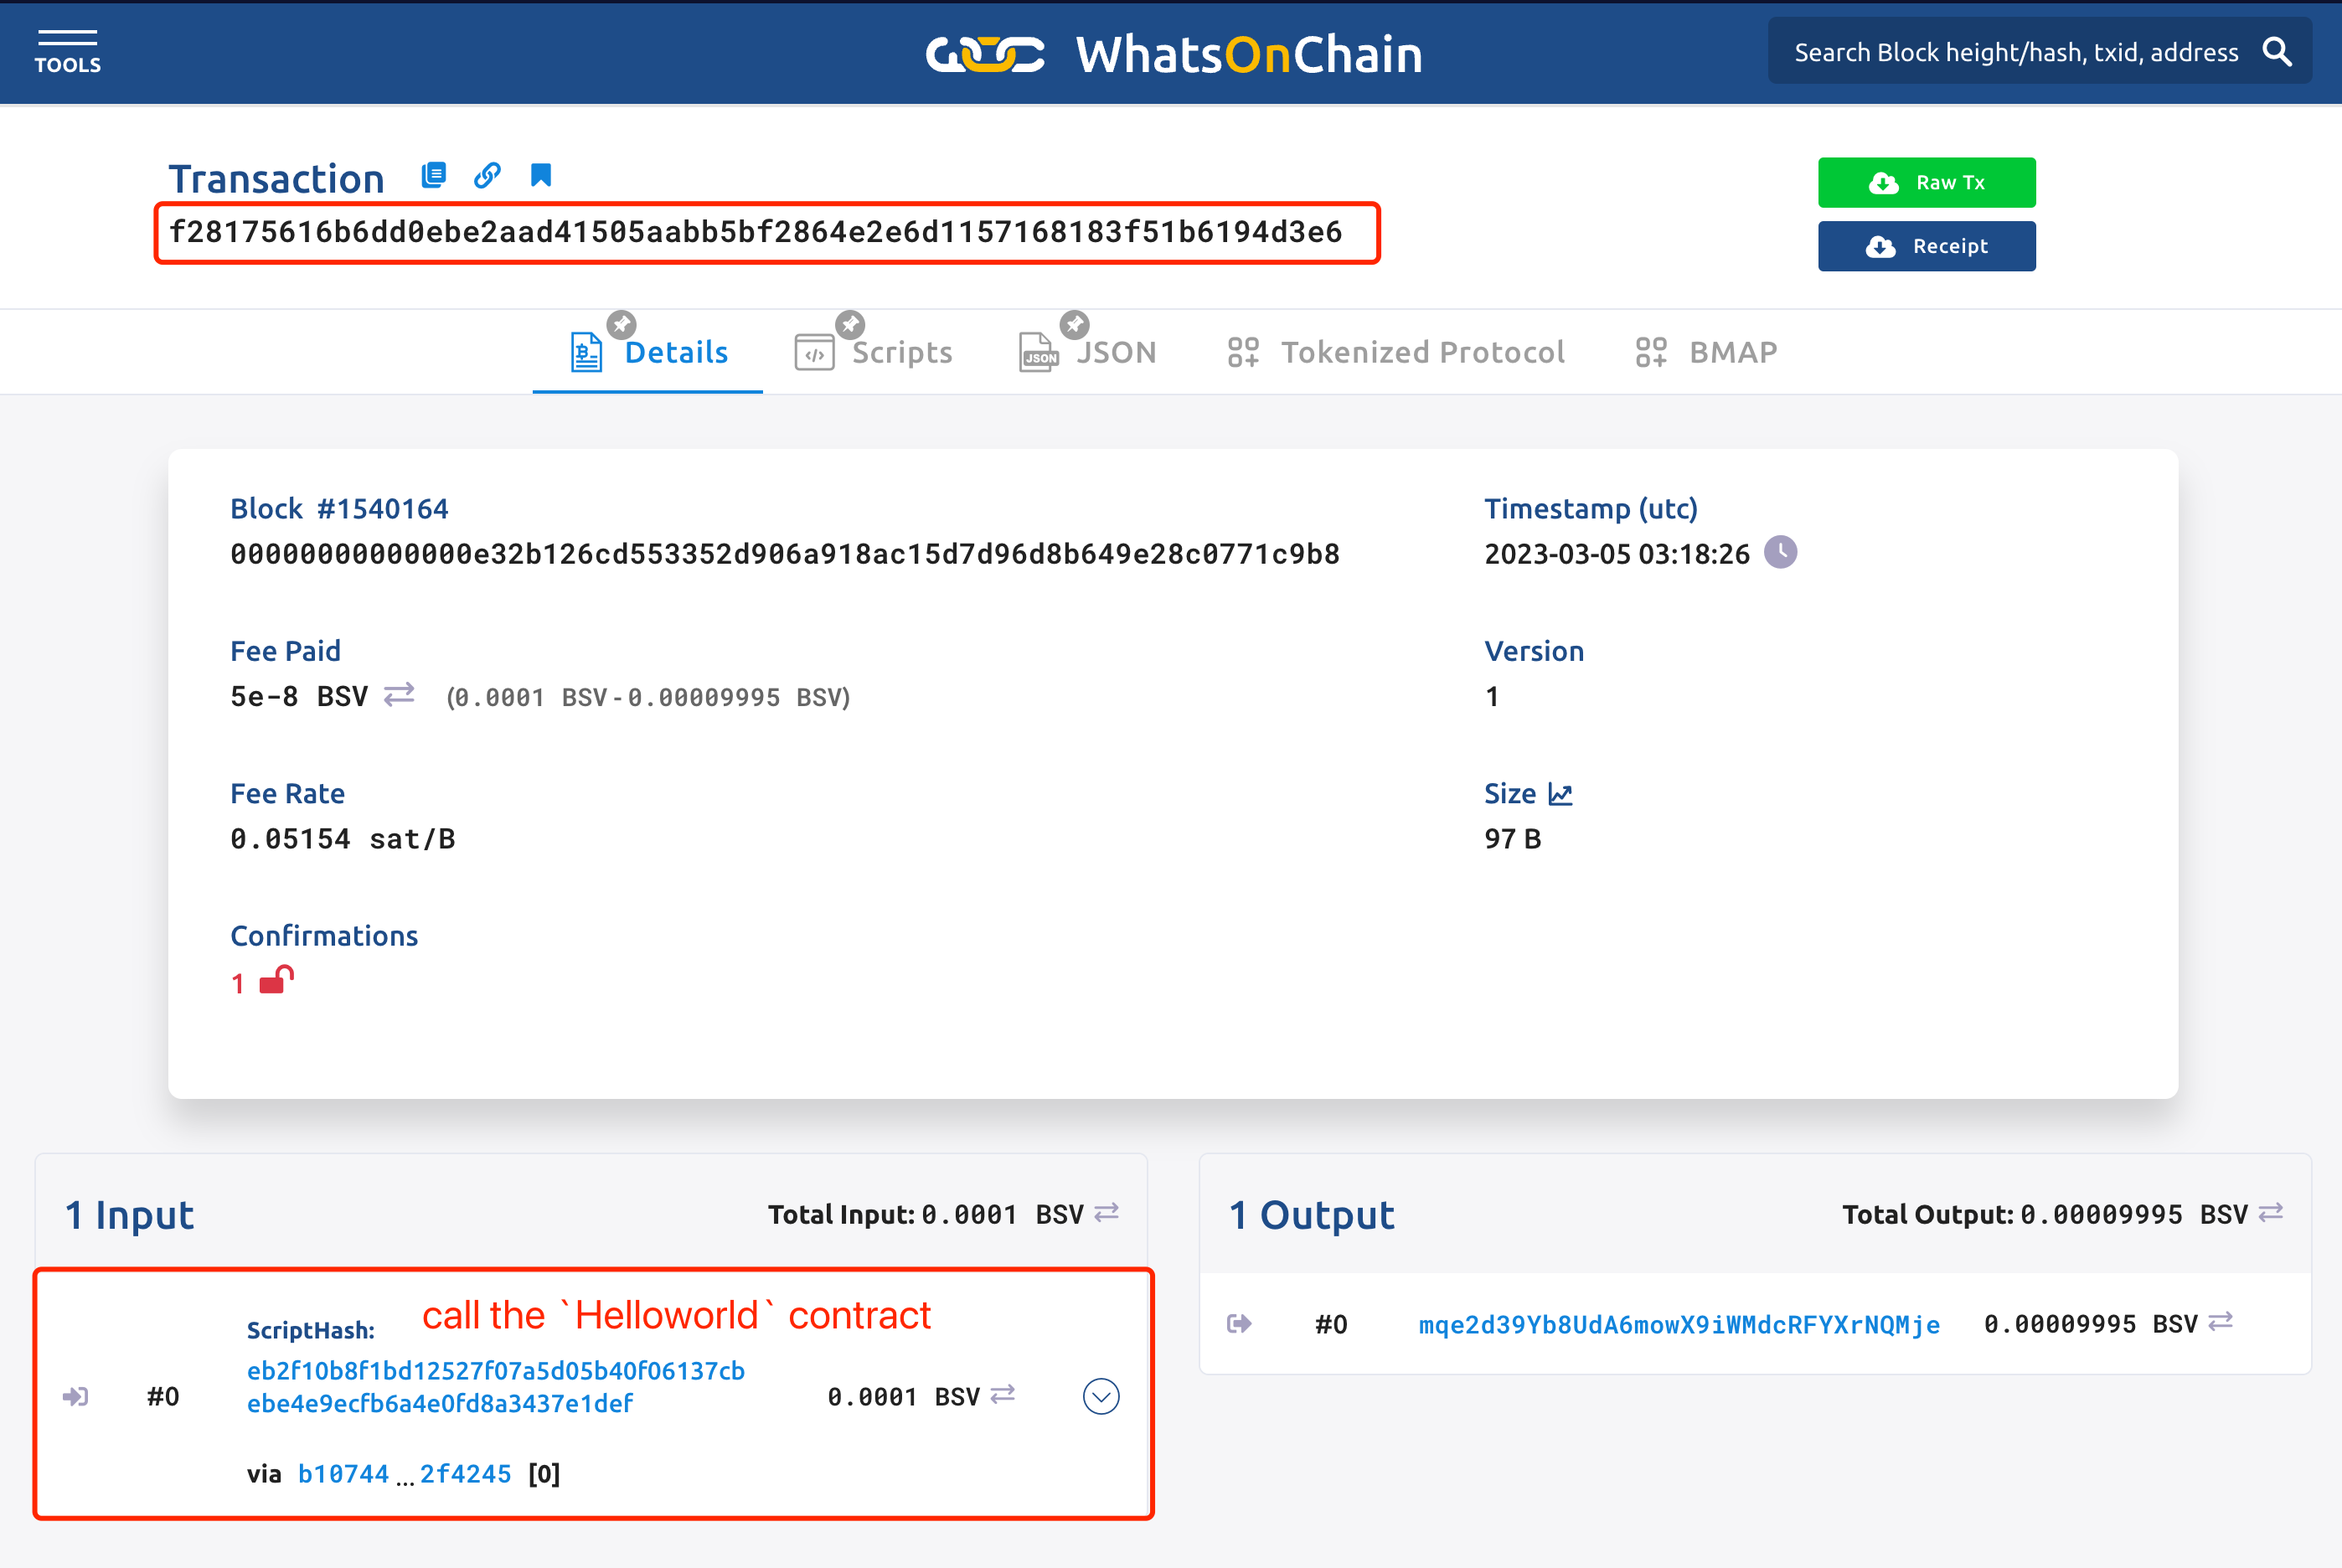 TOOLS
WhatsOnChain
Search Block height/hash, txid, address
Transaction
f28175616b6dd0ebe2aad41505aabb5bf2864e2e6d1157168183f51b6194d3e6
Raw Tx
Receipt
Details
Scripts
JSON
JSON
Tokenized Protocol
BMAP
Block #1540164
00000000000000e32b126cd553352d906a918ac15d7d96d8b649e28c0771c9b8
Timestamp (utc)
2023-03-05 03:18:26
Fee Paid
5e-8 BSV (0.0001 BSV - 0.00009995 BSV)
Version
1
Fee Rate
0.05154 sat/B
Size
97 B
Confirmations
1
1 Input
Total Input: 0.0001 BSV
call the `Helloworld` contract
ScriptHash:
eb2f10b8f1bd12527f07a5d05b40f06137cb
ebe4e9ecfb6a4e0fd8a3437e1def
#0
0.0001 BSV
via b10744...2f4245 [0]
1 Output
Total Output: 0.00009995 BSV
#0 mqe2d39Yb8UdA6mowX9iWMdcRFYXrNQMje 0.00009995 BSV